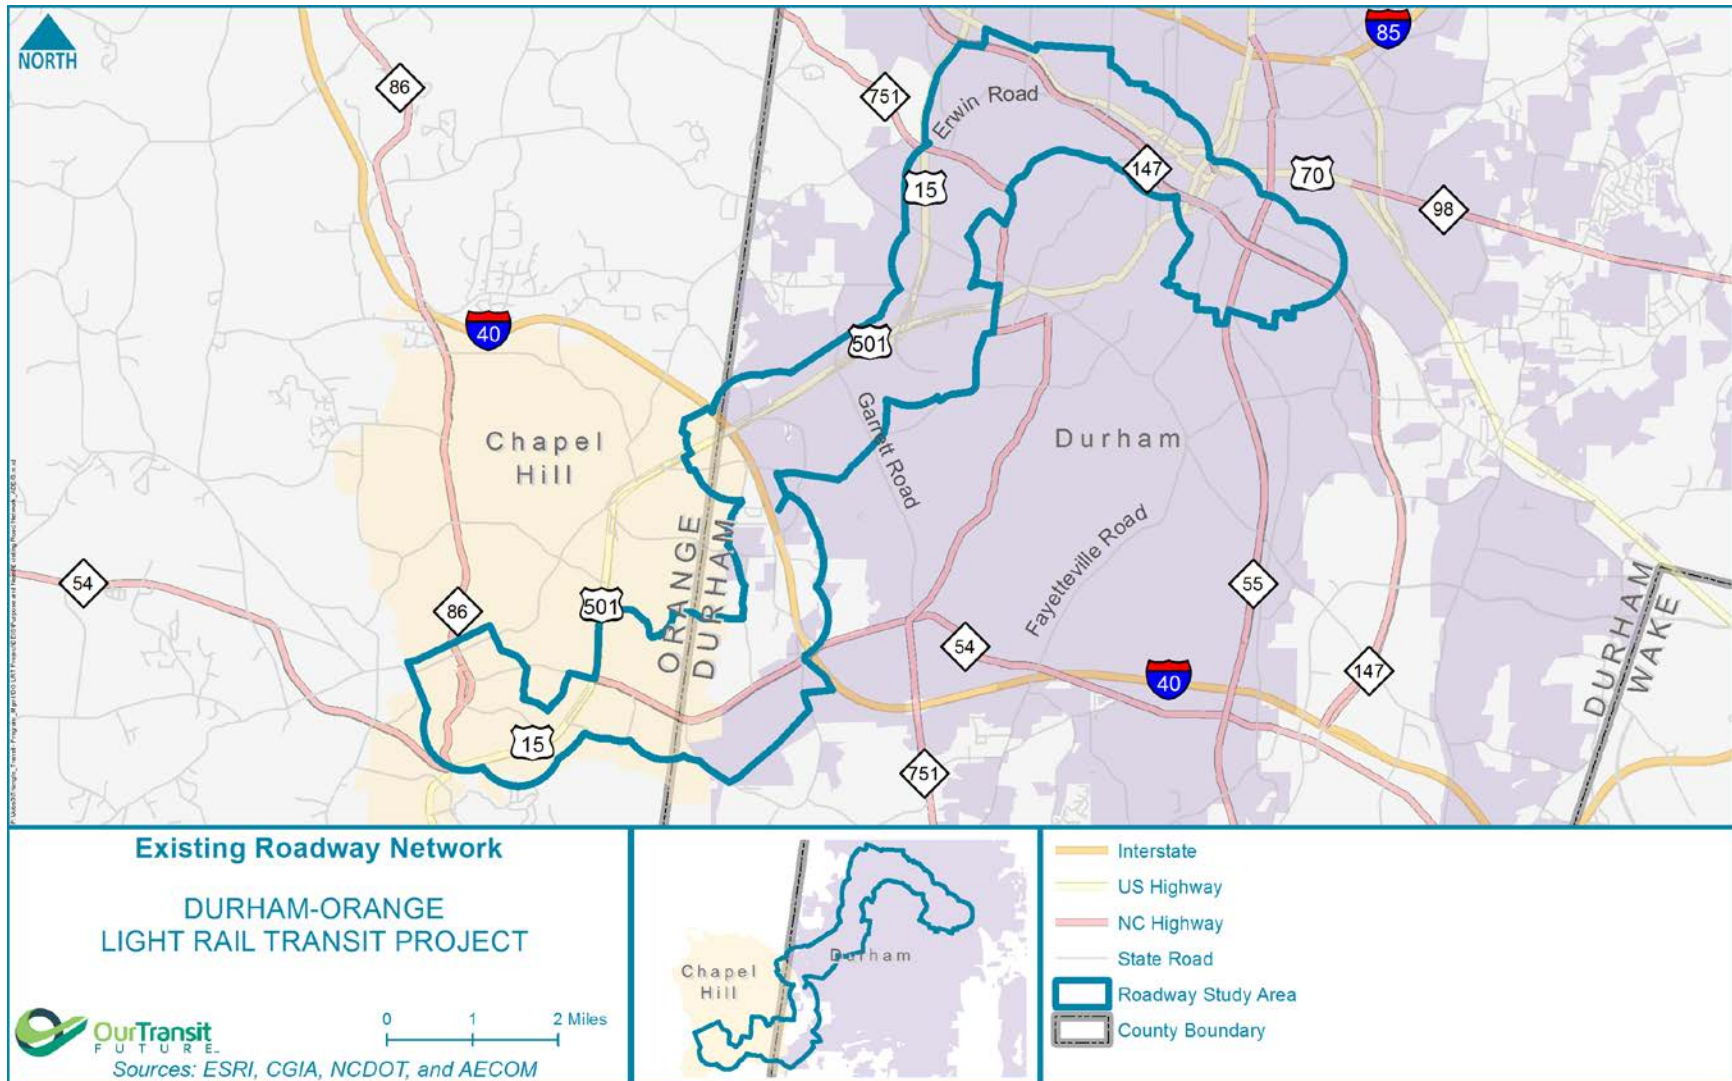 NORTH
86
751
Erwin Road
85
15
147
70
98
40
501
Garrett Road
Chapel
Hill
Durham
ORANGE
DURHAM
Fayetteville Road
54
86
501
54
55
40
147
DURHAM
WAKE
15
751
Existing Roadway Network
DURHAM-ORANGE
LIGHT RAIL TRANSIT PROJECT
OurTransit
FUTURE
0 1 2 Miles
Sources: ESRI, CGIA, NCDOT, and AECOM
Chapel
Hill
Durham
Interstate
US Highway
NC Highway
State Road
Roadway Study Area
County Boundary